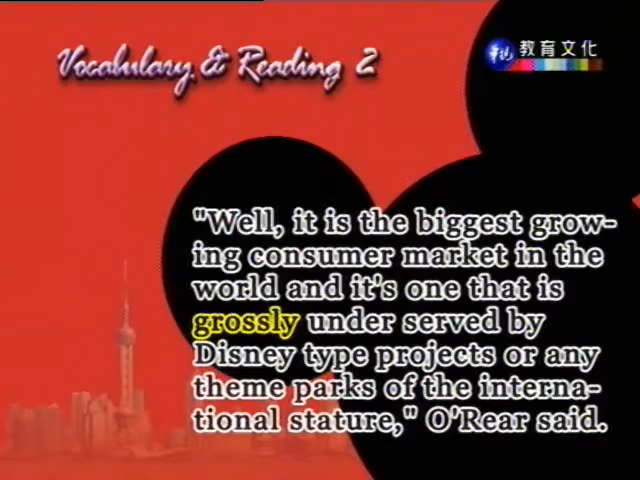 Vocabulary & Reading 2
華視 教育文化
"Well, it is the biggest grow-
ing consumer market in the
world and it's one that is
grossly under served by
Disney type projects or any
theme parks of the interna-
tional stature," O'Rear said.